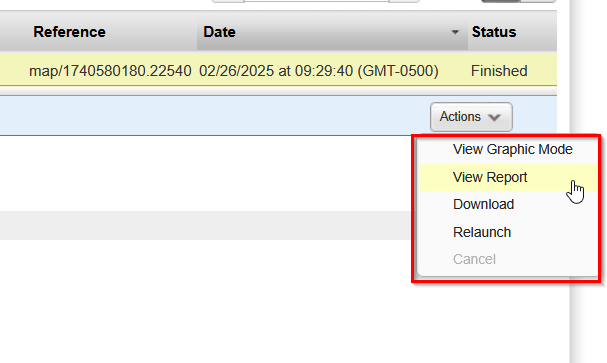 Reference Date Status
map/1740580180.22540 02/26/2025 at 09:29:40 (GMT-0500) Finished
Actions
View Graphic Mode
View Report
Download
Relaunch
Cancel